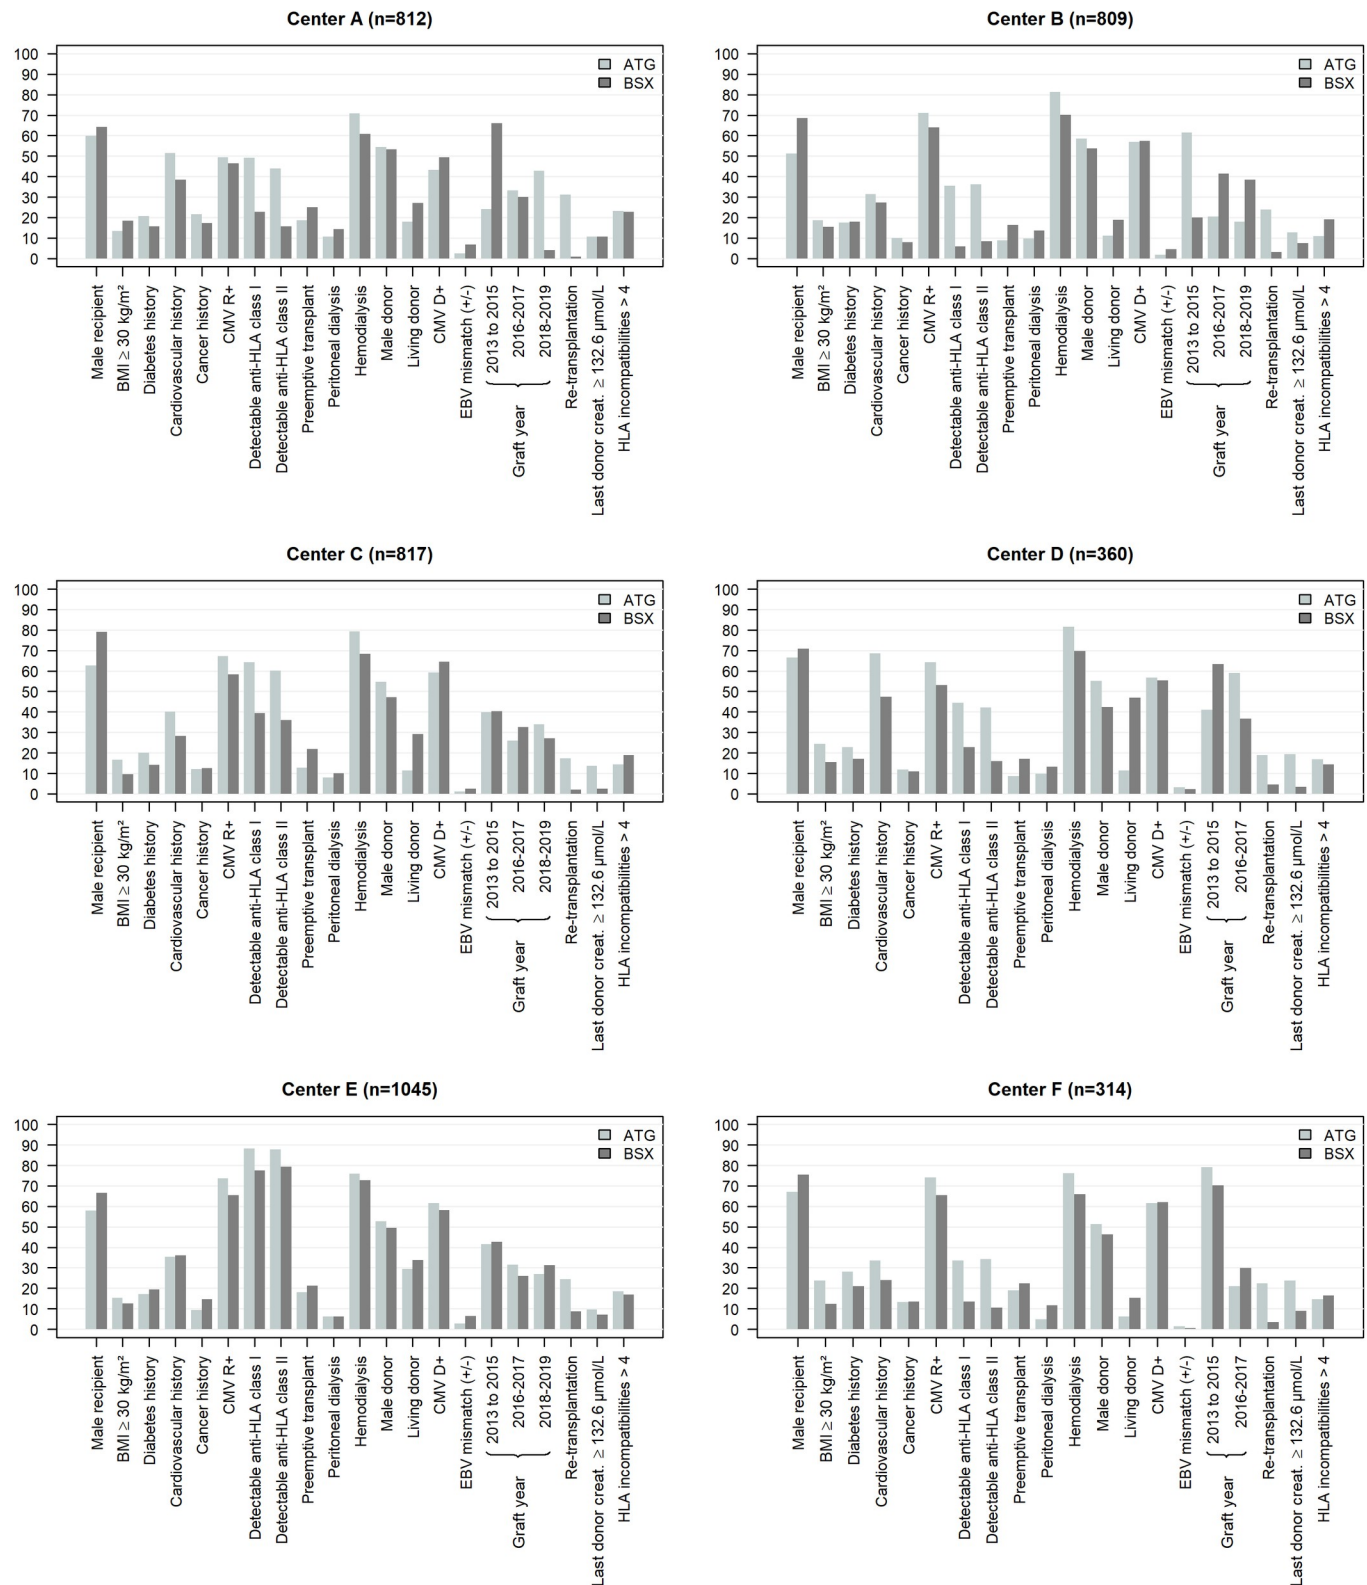 Center A (n=812)
100
90
80
70
60
50
40
30
20
10
0
ATG
BSX
Male recipient
BMI ≥ 30 kg/m²
Diabetes history
Cardiovascular history
Cancer history
CMV R+
Detectable anti-HLA class I
Detectable anti-HLA class II
Preemptive transplant
Peritoneal dialysis
Hemodialysis
Male donor
Living donor
CMV D+
EBV mismatch (+/-)
2013 to 2015
2016-2017
2018-2019
Graft year
Re-transplantation
Last donor creat. ≥ 132.6 µmol/L
HLA incompatibilities > 4
Center B (n=809)
100
90
80
70
60
50
40
30
20
10
0
ATG
BSX
Male recipient
BMI ≥ 30 kg/m²
Diabetes history
Cardiovascular history
Cancer history
CMV R+
Detectable anti-HLA class I
Detectable anti-HLA class II
Preemptive transplant
Peritoneal dialysis
Hemodialysis
Male donor
Living donor
CMV D+
EBV mismatch (+/-)
2013 to 2015
2016-2017
2018-2019
Graft year
Re-transplantation
Last donor creat. ≥ 132.6 µmol/L
HLA incompatibilities > 4
Center C (n=817)
100
90
80
70
60
50
40
30
20
10
0
ATG
BSX
Male recipient
BMI ≥ 30 kg/m²
Diabetes history
Cardiovascular history
Cancer history
CMV R+
Detectable anti-HLA class I
Detectable anti-HLA class II
Preemptive transplant
Peritoneal dialysis
Hemodialysis
Male donor
Living donor
CMV D+
EBV mismatch (+/-)
2013 to 2015
2016-2017
2018-2019
Graft year
Re-transplantation
Last donor creat. ≥ 132.6 µmol/L
HLA incompatibilities > 4
Center D (n=360)
100
90
80
70
60
50
40
30
20
10
0
ATG
BSX
Male recipient
BMI ≥ 30 kg/m²
Diabetes history
Cardiovascular history
Cancer history
CMV R+
Detectable anti-HLA class I
Detectable anti-HLA class II
Preemptive transplant
Peritoneal dialysis
Hemodialysis
Male donor
Living donor
CMV D+
EBV mismatch (+/-)
2013 to 2015
2016-2017
Graft year
Re-transplantation
Last donor creat. ≥ 132.6 µmol/L
HLA incompatibilities > 4
Center E (n=1045)
100
90
80
70
60
50
40
30
20
10
0
ATG
BSX
Male recipient
BMI ≥ 30 kg/m²
Diabetes history
Cardiovascular history
Cancer history
CMV R+
Detectable anti-HLA class I
Detectable anti-HLA class II
Preemptive transplant
Peritoneal dialysis
Hemodialysis
Male donor
Living donor
CMV D+
EBV mismatch (+/-)
2013 to 2015
2016-2017
2018-2019
Graft year
Re-transplantation
Last donor creat. ≥ 132.6 µmol/L
HLA incompatibilities > 4
Center F (n=314)
100
90
80
70
60
50
40
30
20
10
0
ATG
BSX
Male recipient
BMI ≥ 30 kg/m²
Diabetes history
Cardiovascular history
Cancer history
CMV R+
Detectable anti-HLA class I
Detectable anti-HLA class II
Preemptive transplant
Peritoneal dialysis
Hemodialysis
Male donor
Living donor
CMV D+
EBV mismatch (+/-)
2013 to 2015
2016-2017
Graft year
Re-transplantation
Last donor creat. ≥ 132.6 µmol/L
HLA incompatibilities > 4